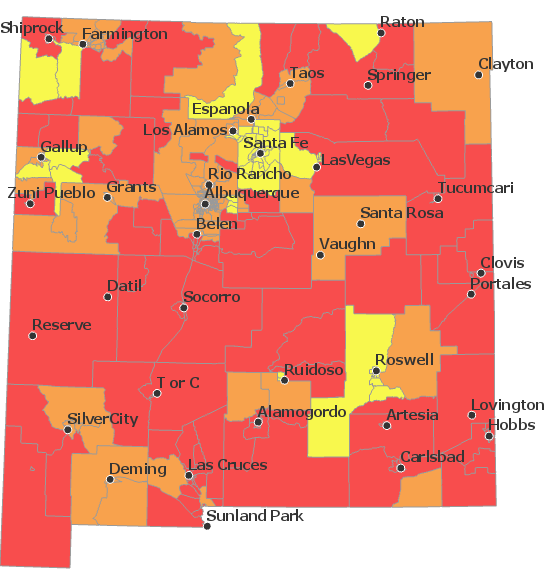 Shiprock
Farmington
Raton
Taos
Springer
Clayton
Espanola
Los Alamos
Gallup
Santa Fe
LasVegas
Rio Rancho
Zuni Pueblo
Grants
Albuquerque
Tucumcari
Santa Rosa
Belen
Vaughn
Clovis
Datil
Socorro
Portales
Reserve
Roswell
Ruidoso
T or C
Alamogordo
Artesia
Lovington
SilverCity
Hobbs
Deming
Las Cruces
Carlsbad
Sunland Park